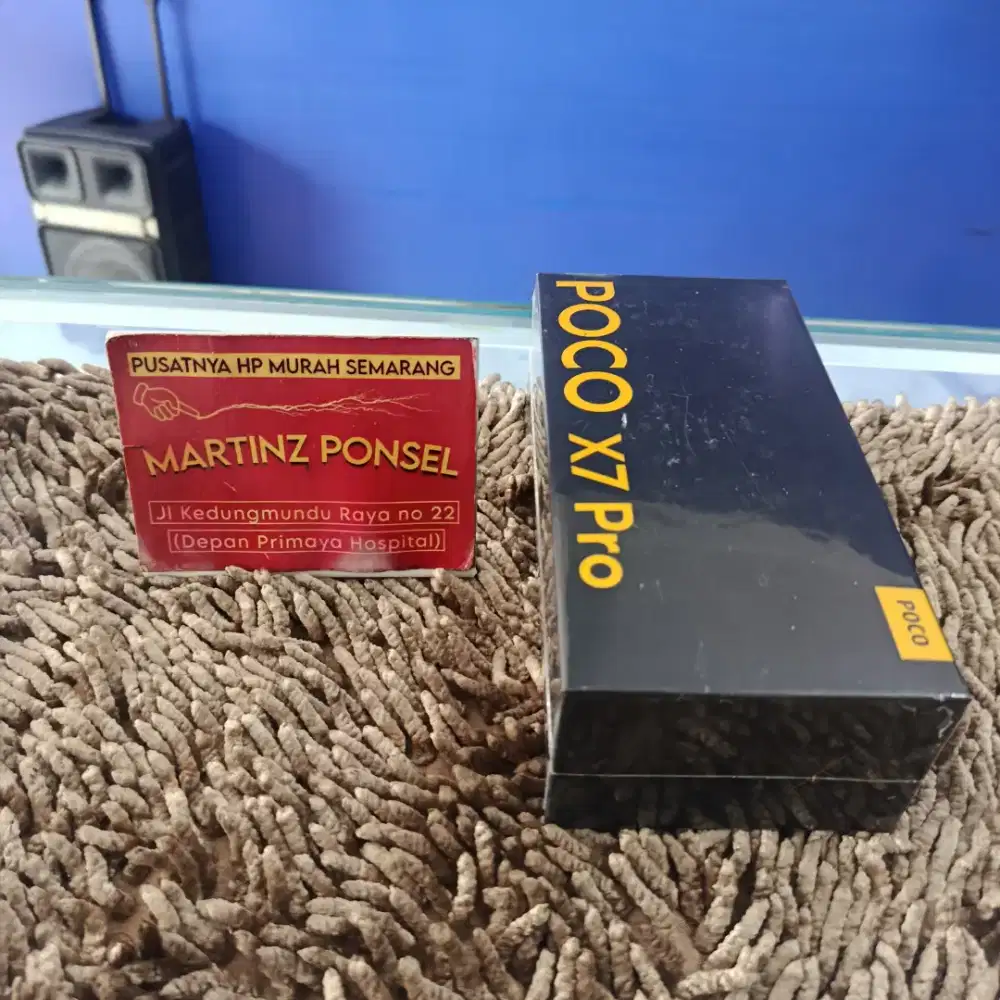 PUSATNYA HP MURAH SEMARANG
MARTINZ PONSEL
Jl Kedungmundu Raya no 22
(Depan Primaya Hospital)
POCO X7 Pro
POCO